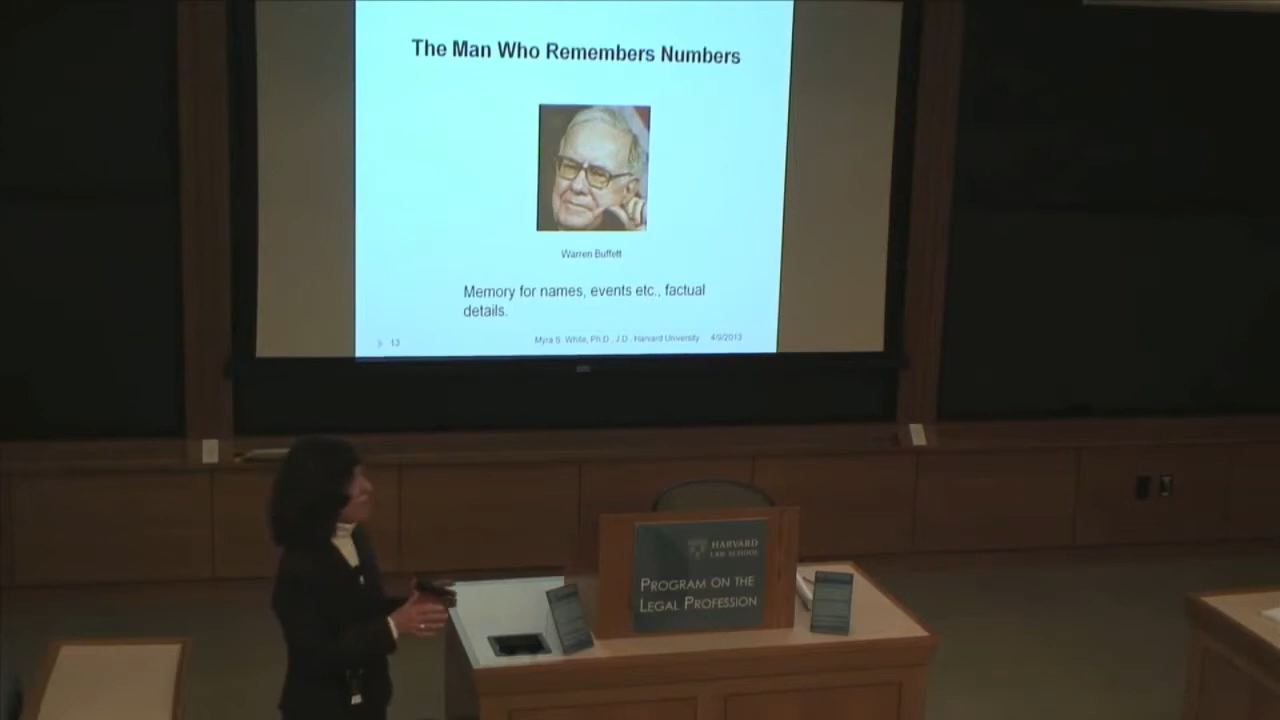 The Man Who Remembers Numbers
Warren Buffett
Memory for names, events etc., factual
details.
13
Myra S. White, Ph.D., J.D., Harvard University 4/9/2013
HARVARD
LAW SCHOOL
PROGRAM ON THE
LEGAL PROFESSION